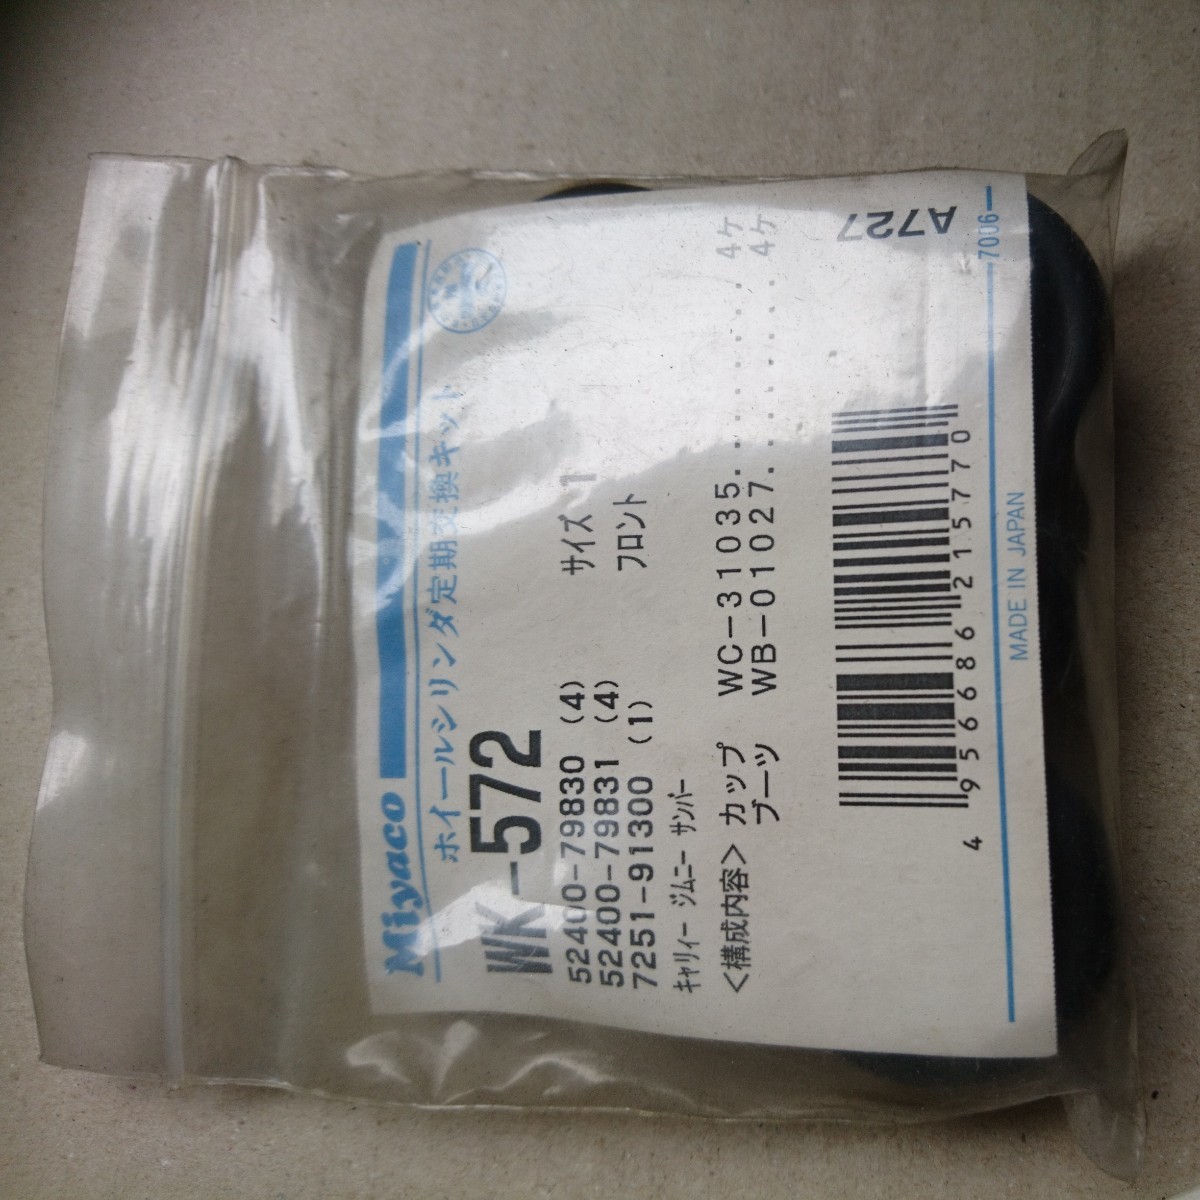 Miyaco
ホイールシリンダ定期交換キット
WK-572
52400-79830 (4) サイズ 1
52400-79831 (4) フロント
7251-91300 (1)
キャリィー ジムニー サンバー
<構成内容> カップ WC-31035......... 4ケ
ブーツ WB-01027......... 4ケ
A727
4 956686 215770
7006
MADE IN JAPAN